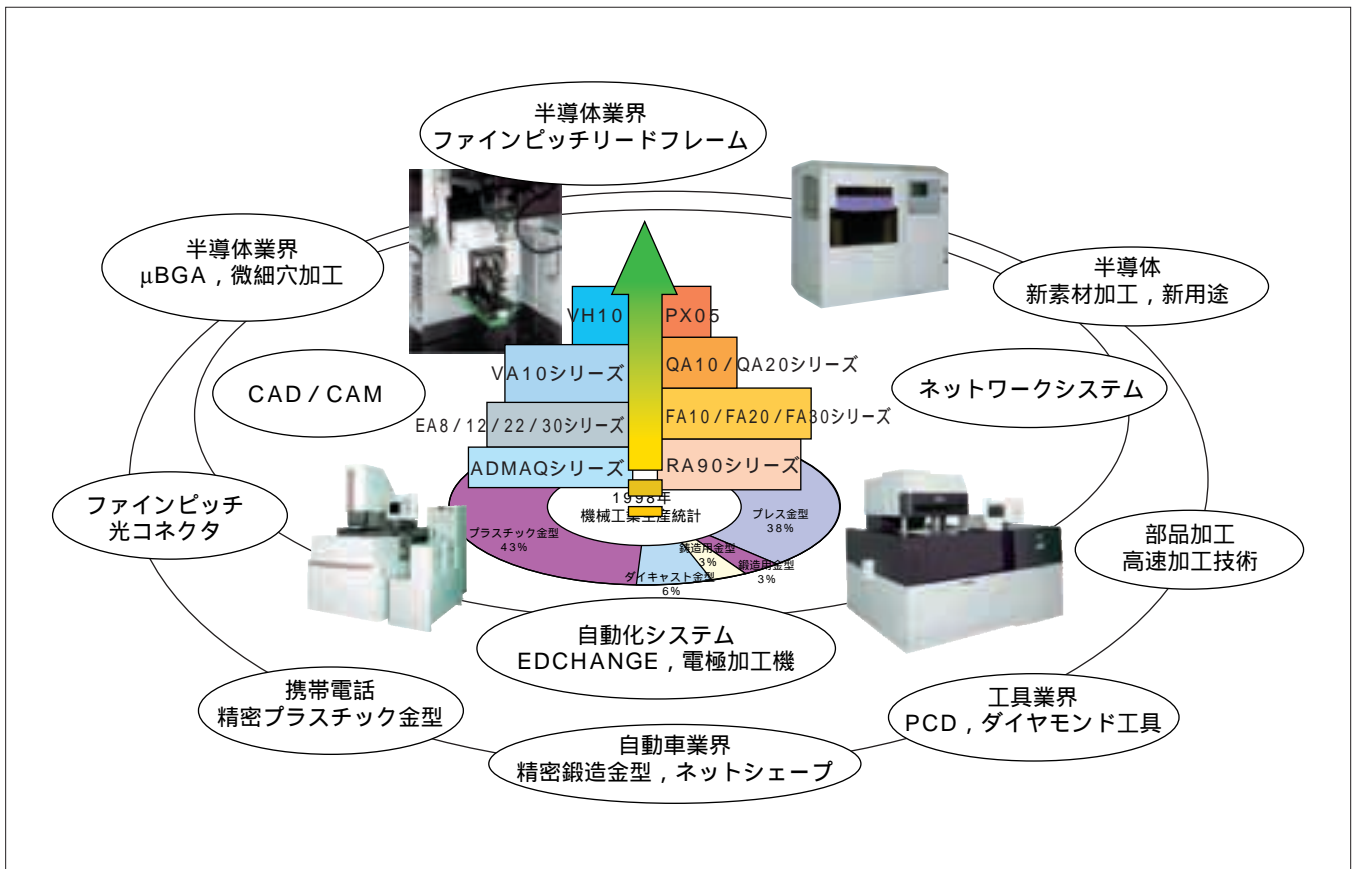 半導体業界
ファインピッチリードフレーム
半導体業界
μBGA，微細穴加工
半導体
新素材加工，新用途
VH10
PX05
VA10シリーズ
QA10/QA20シリーズ
CAD/CAM
ネットワークシステム
EA8/12/22/30シリーズ
FA10/FA20/FA30シリーズ
ADMAQシリーズ
RA90シリーズ
1998年
機械工業生産統計
プラスチック金型
43%
プレス金型
38%
鋳造用金型
3%
鍛造用金型
3%
ダイキャスト金型
6%
ファインピッチ
光コネクタ
部品加工
高速加工技術
自動化システム
EDCHANGE，電極加工機
携帯電話
精密プラスチック金型
工具業界
PCD，ダイヤモンド工具
自動車業界
精密鍛造金型，ネットシェープ